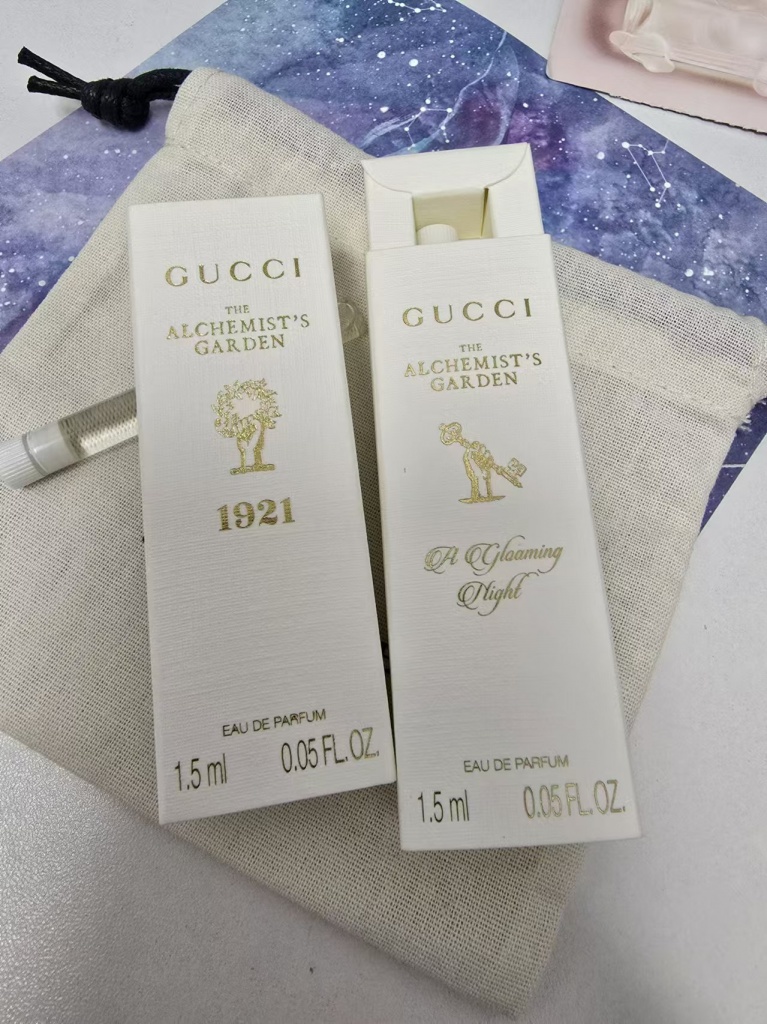 GUCCI
THE
ALCHEMIST'S
GARDEN
1921
EAU DE PARFUM
1.5 ml 0.05 FL. OZ.
GUCCI
THE
ALCHEMIST'S
GARDEN
A Gloaming
Night
EAU DE PARFUM
1.5 ml 0.05 FL. OZ.